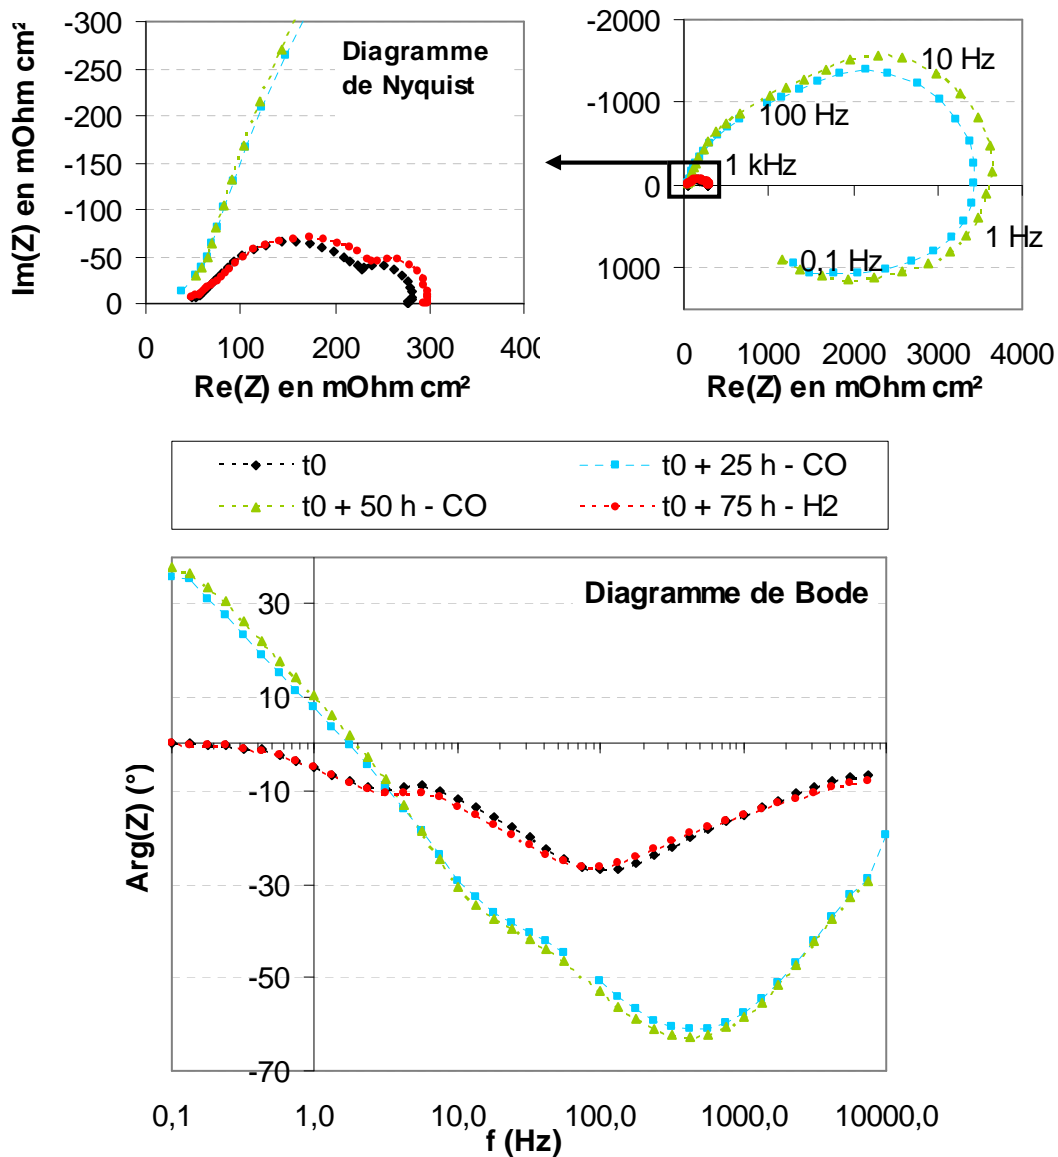 -300
-250
-200
-150
-100
-50
0
Im(Z) en mOhm cm²
Diagramme
de Nyquist
0
100
200
300
40
Re(Z) en mOhm cm²
-2000
-1000
0
1000
10 Hz
100 Hz
1 kHz
1 Hz
0,1 Hz
0
1000
2000
3000
4000
Re(Z) en mOhm cm²
t0
t0 + 25 h - CO
t0 + 50 h - CO
t0 + 75 h - H2
Diagramme de Bode
30
10
-10
-30
-50
-70
Arg(Z) (°)
0,1
1,0
10,0
100,0
1000,0
10000,0
f (Hz)